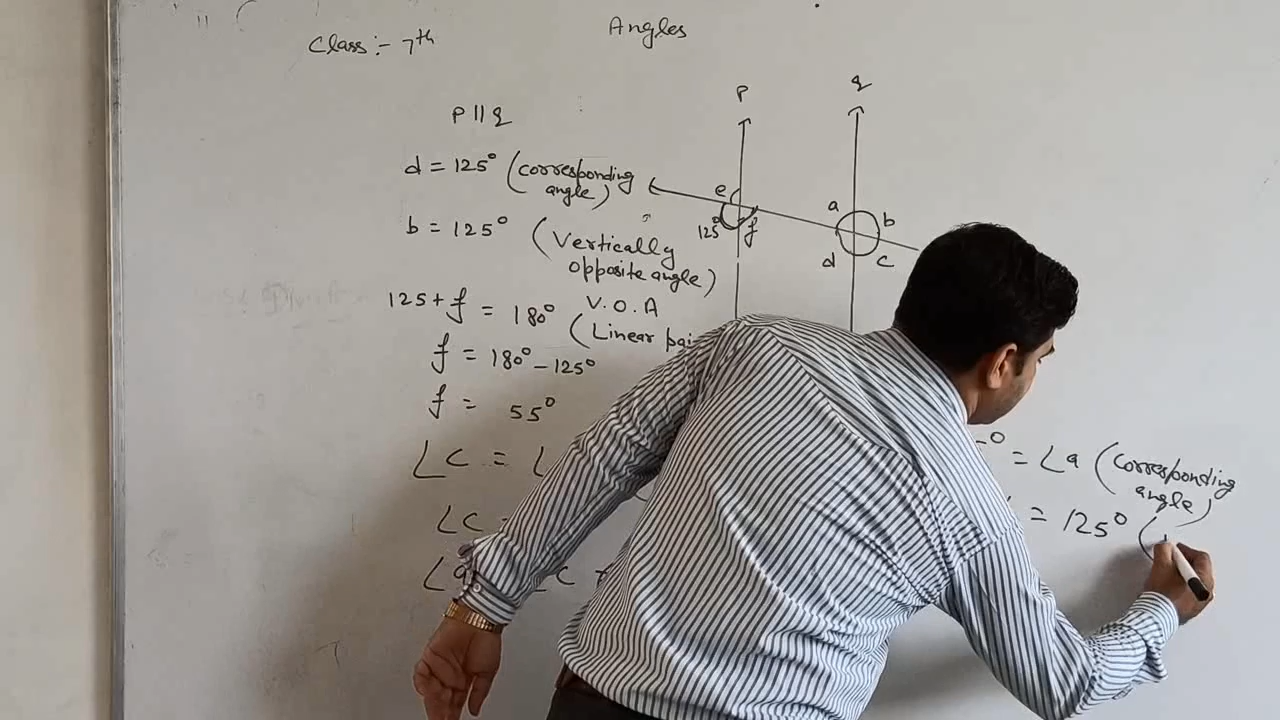 Class:- 7th
Angles
P || q
d = 125° (corresponding
angle)
b = 125° (Vertically
opposite angle)
V.O.A
125 + f = 180° (Linear
f = 180° - 125°
f = 55°
∠c = ∠
∠c =
∠a
c
p
q
e
125°
f
a
b
d
c
° = ∠a (corresponding
angle)
= 125° (